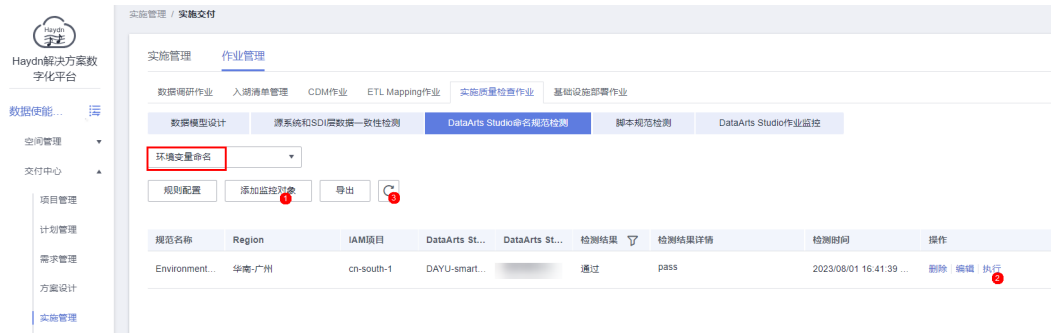 实施管理 / 实施交付
Haydn
Haydn解决方案数
字化平台
数据使能...
空间管理
交付中心
项目管理
计划管理
需求管理
方案设计
实施管理
实施管理 作业管理
数据调研作业 入湖清单管理 CDM作业 ETL Mapping作业 实施质量检查作业 基础设施部署作业
数据模型设计 源系统和SDI层数据一致性检测 DataArts Studio命名规范检测 脚本规范检测 DataArts Studio作业监控
环境变量命名
规则配置 添加监控对象 导出
1
3
规范名称 Region IAM项目 DataArts St... DataArts St... 检测结果 检测结果详情 检测时间 操作
Environment... 华南-广州 cn-south-1 DAYU-smart... 通过 pass 2023/08/01 16:41:39 ... 删除 编辑 执行
2